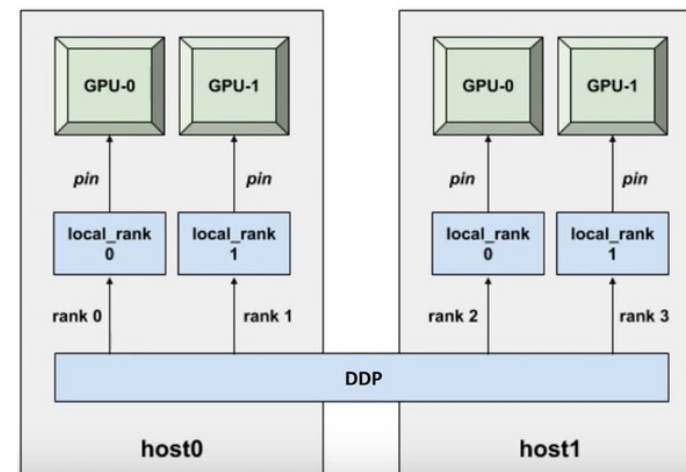 GPU-0
GPU-1
GPU-0
GPU-1
pin
pin
pin
pin
local_rank
0
local_rank
1
local_rank
0
local_rank
1
rank 0
rank 1
rank 2
rank 3
DDP
host0
host1